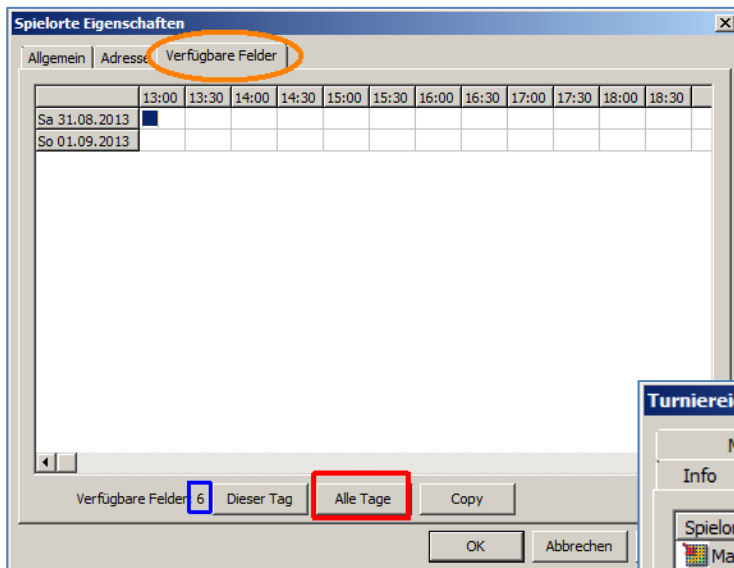 Spielorte Eigenschaften
Allgemein Adresse Verfügbare Felder
13:00 13:30 14:00 14:30 15:00 15:30 16:00 16:30 17:00 17:30 18:00 18:30
Sa 31.08.2013
So 01.09.2013
Verfügbare Felder: 6 Dieser Tag Alle Tage Copy
OK Abbrechen
Info